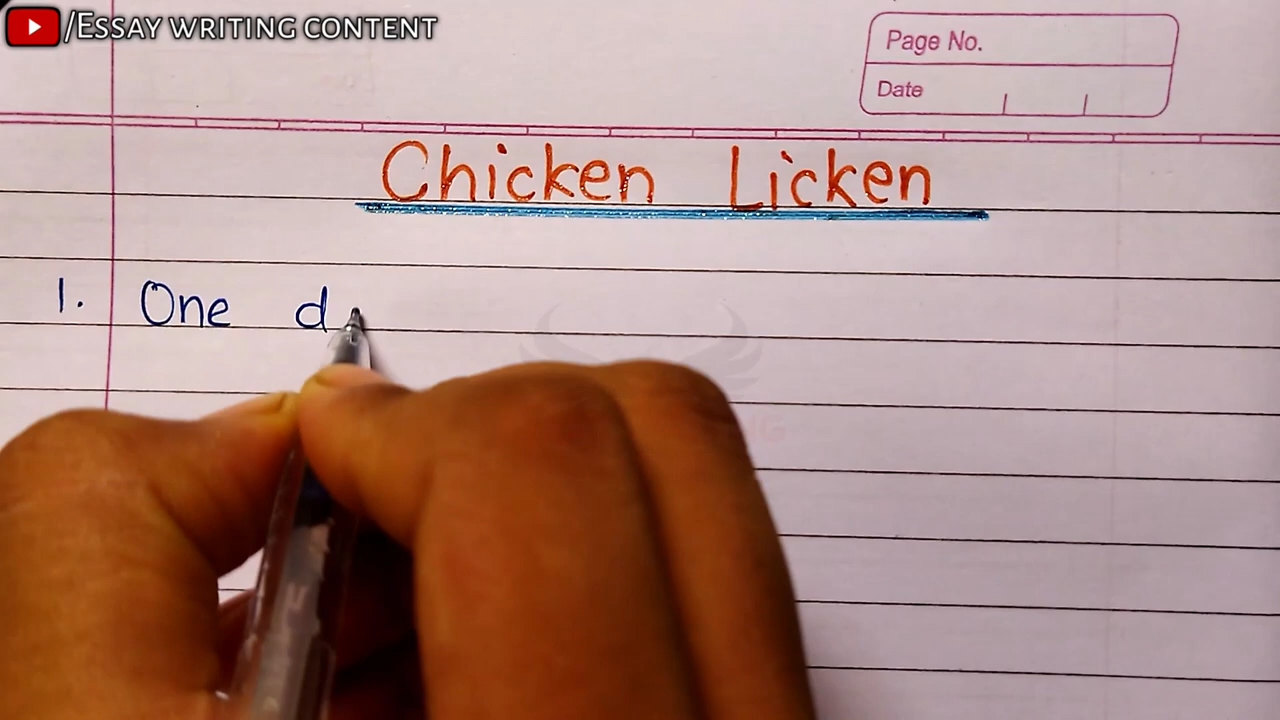 /ESSAY WRITING CONTENT
Page No.
Date
Chicken Licken
1. One d